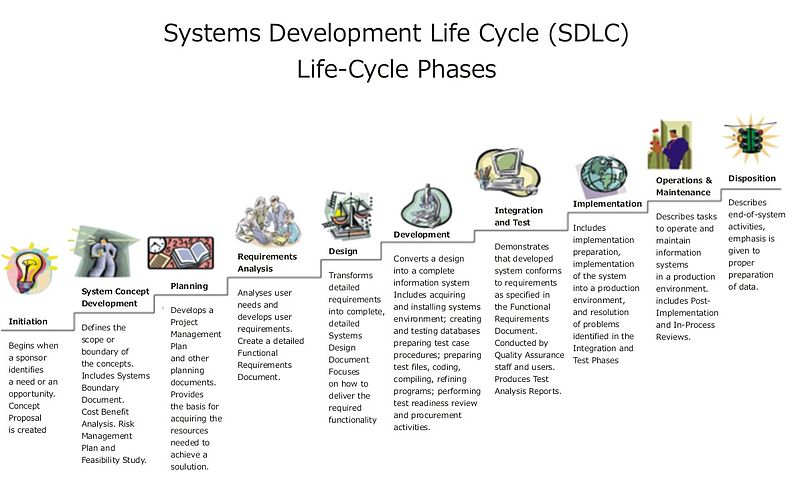 Systems Development Life Cycle (SDLC)
Life-Cycle Phases
Initiation
Begins when
a sponsor
identifies
a need or an
opportunity.
Concept
Proposal
is created
System Concept
Development
Defines the
scope or
boundary of
the concepts.
Includes Systems
Boundary
Document.
Cost Benefit
Analysis. Risk
Management
Plan and
Feasibility Study.
Planning
Develops a
Project
Management
Plan
and other
planning
documents.
Provides
the basis for
acquiring the
resources
needed to
achieve a
soulution.
Requirements
Analysis
Analyses user
needs and
develops user
requirements.
Create a detailed
Functional
Requirements
Document.
Design
Transforms
detailed
requirements
into complete,
detailed
Systems
Design
Document
Focuses
on how to
deliver the
required
functionality
Development
Converts a design
into a complete
information system
Includes acquiring
and installing systems
environment; creating
and testing databases
preparing test case
procedures; preparing
test files, coding,
compiling, refining
programs; performing
test readiness review
and procurement
activities.
Integration
and Test
Demonstrates
that developed
system conforms
to requirements
as specified in
the Functional
Requirements
Document.
Conducted by
Quality Assurance
staff and users.
Produces Test
Analysis Reports.
Implementation
Includes
implementation
preparation,
implementation
of the system
into a production
environment,
and resolution
of problems
identified in the
Integration and
Test Phases
Operations &
Maintenance
Describes tasks
to operate and
maintain
information
systems
in a production
environment.
includes Post-
Implementation
and In-Process
Reviews.
Disposition
Describes
end-of-system
activities,
emphasis is
given to
proper
preparation
of data.